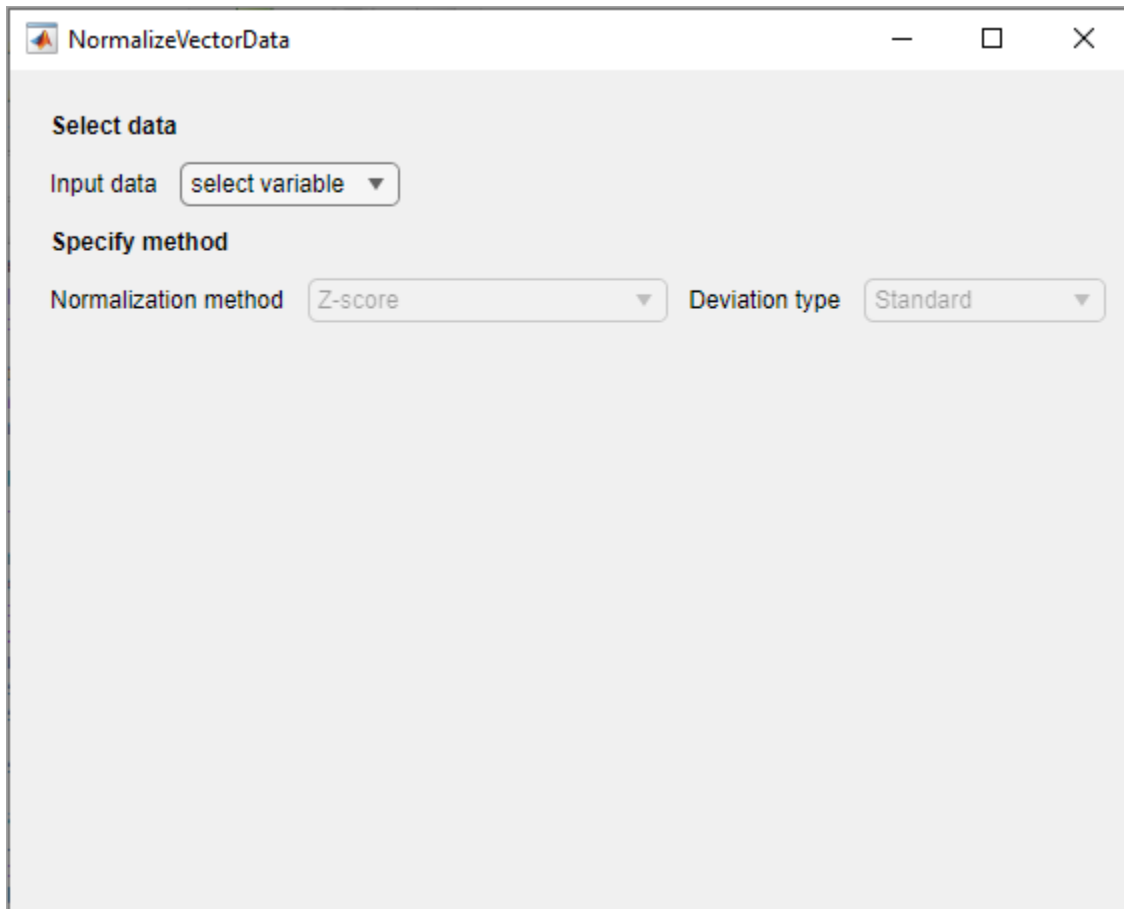 NormalizeVectorData
Select data
Input data select variable
Specify method
Normalization method Z-score Deviation type Standard